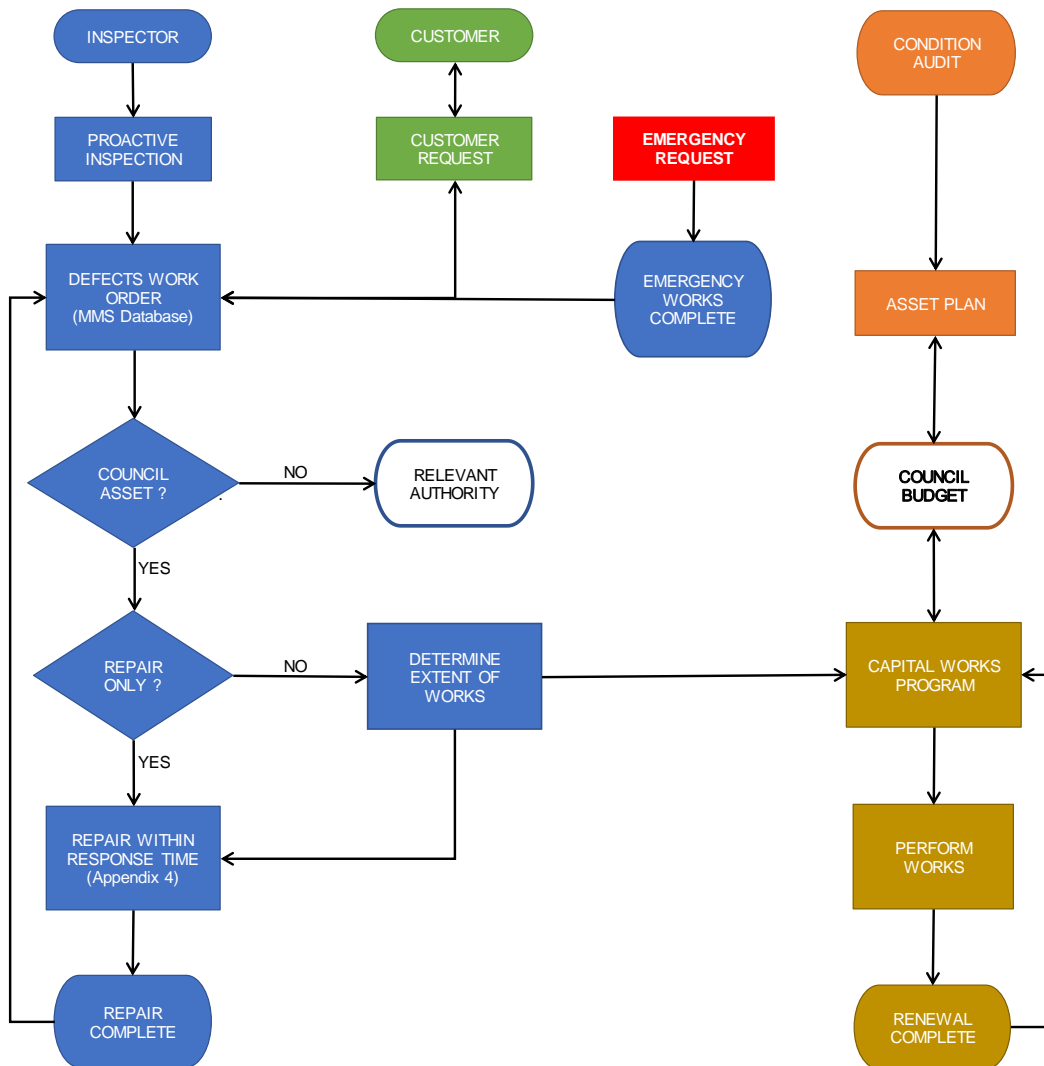 INSPECTOR
CUSTOMER
CONDITION
AUDIT
PROACTIVE
INSPECTION
CUSTOMER
REQUEST
EMERGENCY
REQUEST
DEFECTS WORK
ORDER
(MMS Database)
EMERGENCY
WORKS
COMPLETE
ASSET PLAN
COUNCIL
ASSET ?
NO
.
RELEVANT
AUTHORITY
COUNCIL
BUDGET
YES
REPAIR
ONLY ?
NO
DETERMINE
EXTENT OF
WORKS
CAPITAL WORKS
PROGRAM
YES
REPAIR WITHIN
RESPONSE TIME
(Appendix 4)
PERFORM
WORKS
REPAIR
COMPLETE
RENEWAL
COMPLETE